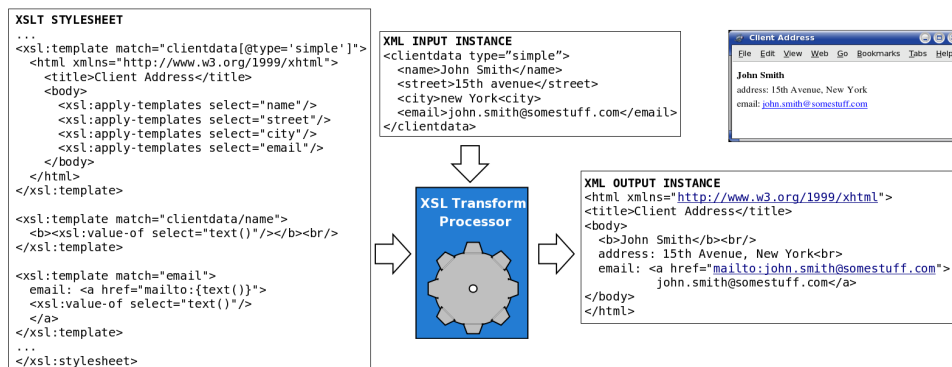 XSLT STYLESHEET
...
<xsl:template match="clientdata[@type='simple']">
<html xmlns="http://www.w3.org/1999/xhtml">
<title>Client Address</title>
<body>
<xsl:apply-templates select="name"/>
<xsl:apply-templates select="street"/>
<xsl:apply-templates select="city"/>
<xsl:apply-templates select="email"/>
</body>
</html>
</xsl:template>
<xsl:template match="clientdata/name">
<b><xsl:value-of select="text()"/></b><br/>
</xsl:template>
<xsl:template match="email">
email: <a href="mailto:{text()}">
<xsl:value-of select="text()"/>
</a>
</xsl:template>
...
</xsl:stylesheet>
XML INPUT INSTANCE
<clientdata type=”simple”>
<name>John Smith</name>
<street>15th avenue</street>
<city>new York<city>
<email>john.smith@somestuff.com</email>
</clientdata>
XSL Transform
Processor
Client Address
File Edit View Web Go Bookmarks Tabs Help
John Smith
address: 15th Avenue, New York
email: john.smith@somestuff.com
XML OUTPUT INSTANCE
<html xmlns="http://www.w3.org/1999/xhtml">
<title>Client Address</title>
<body>
<b>John Smith</b><br/>
address: 15th Avenue, New York<br>
email: <a href="mailto:john.smith@somestuff.com">
john.smith@somestuff.com</a>
</body>
</html>